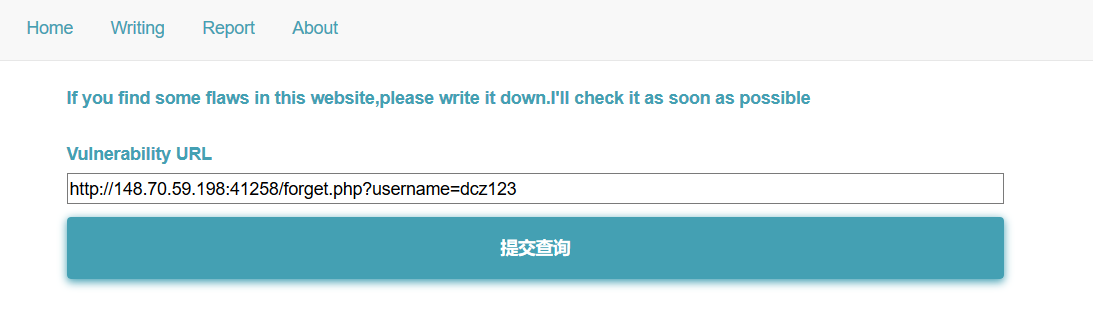 Home Writing Report About
If you find some flaws in this website,please write it down.I'll check it as soon as possible
Vulnerability URL
http://148.70.59.198:41258/forget.php?username=dcz123
提交查询